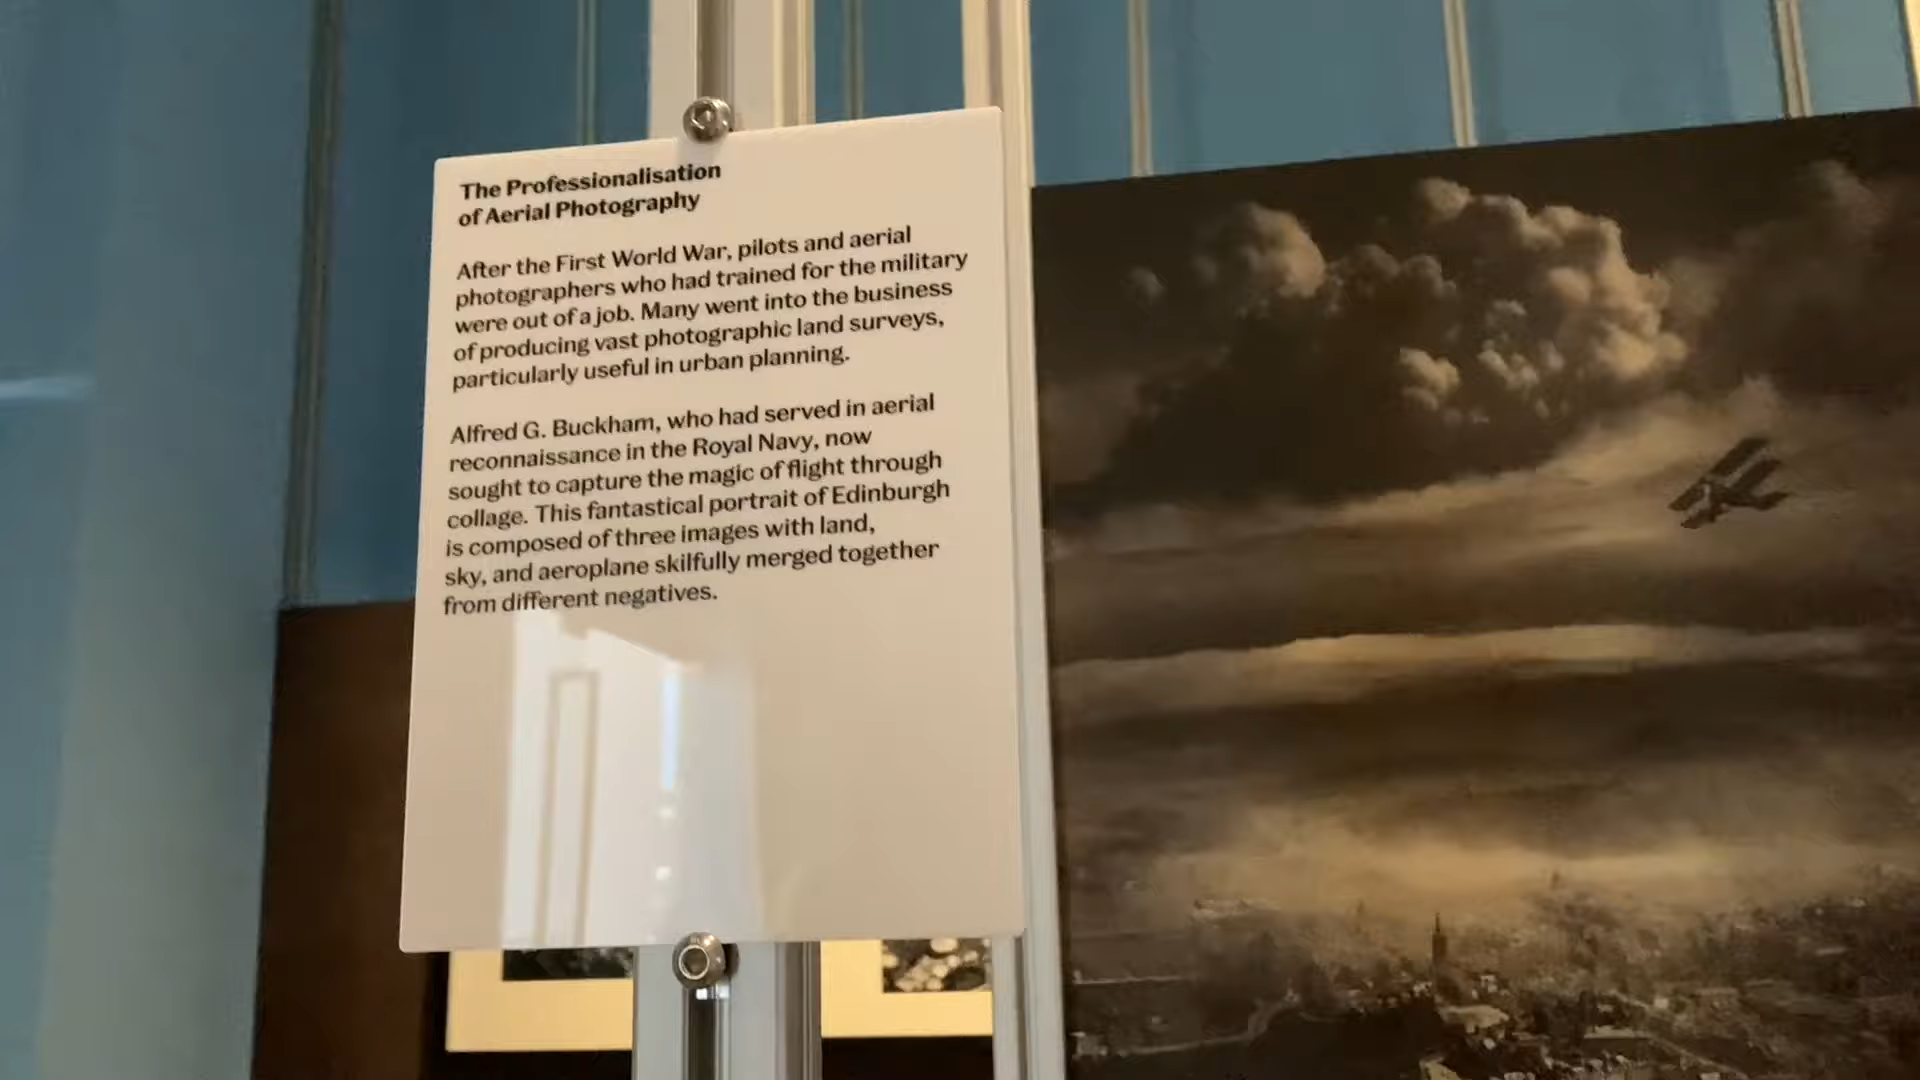 The Professionalisation
of Aerial Photography
After the First World War, pilots and aerial
photographers who had trained for the military
were out of a job. Many went into the business
of producing vast photographic land surveys,
particularly useful in urban planning.
Alfred G. Buckham, who had served in aerial
reconnaissance in the Royal Navy, now
sought to capture the magic of flight through
collage. This fantastical portrait of Edinburgh
is composed of three images with land,
sky, and aeroplane skilfully merged together
from different negatives.